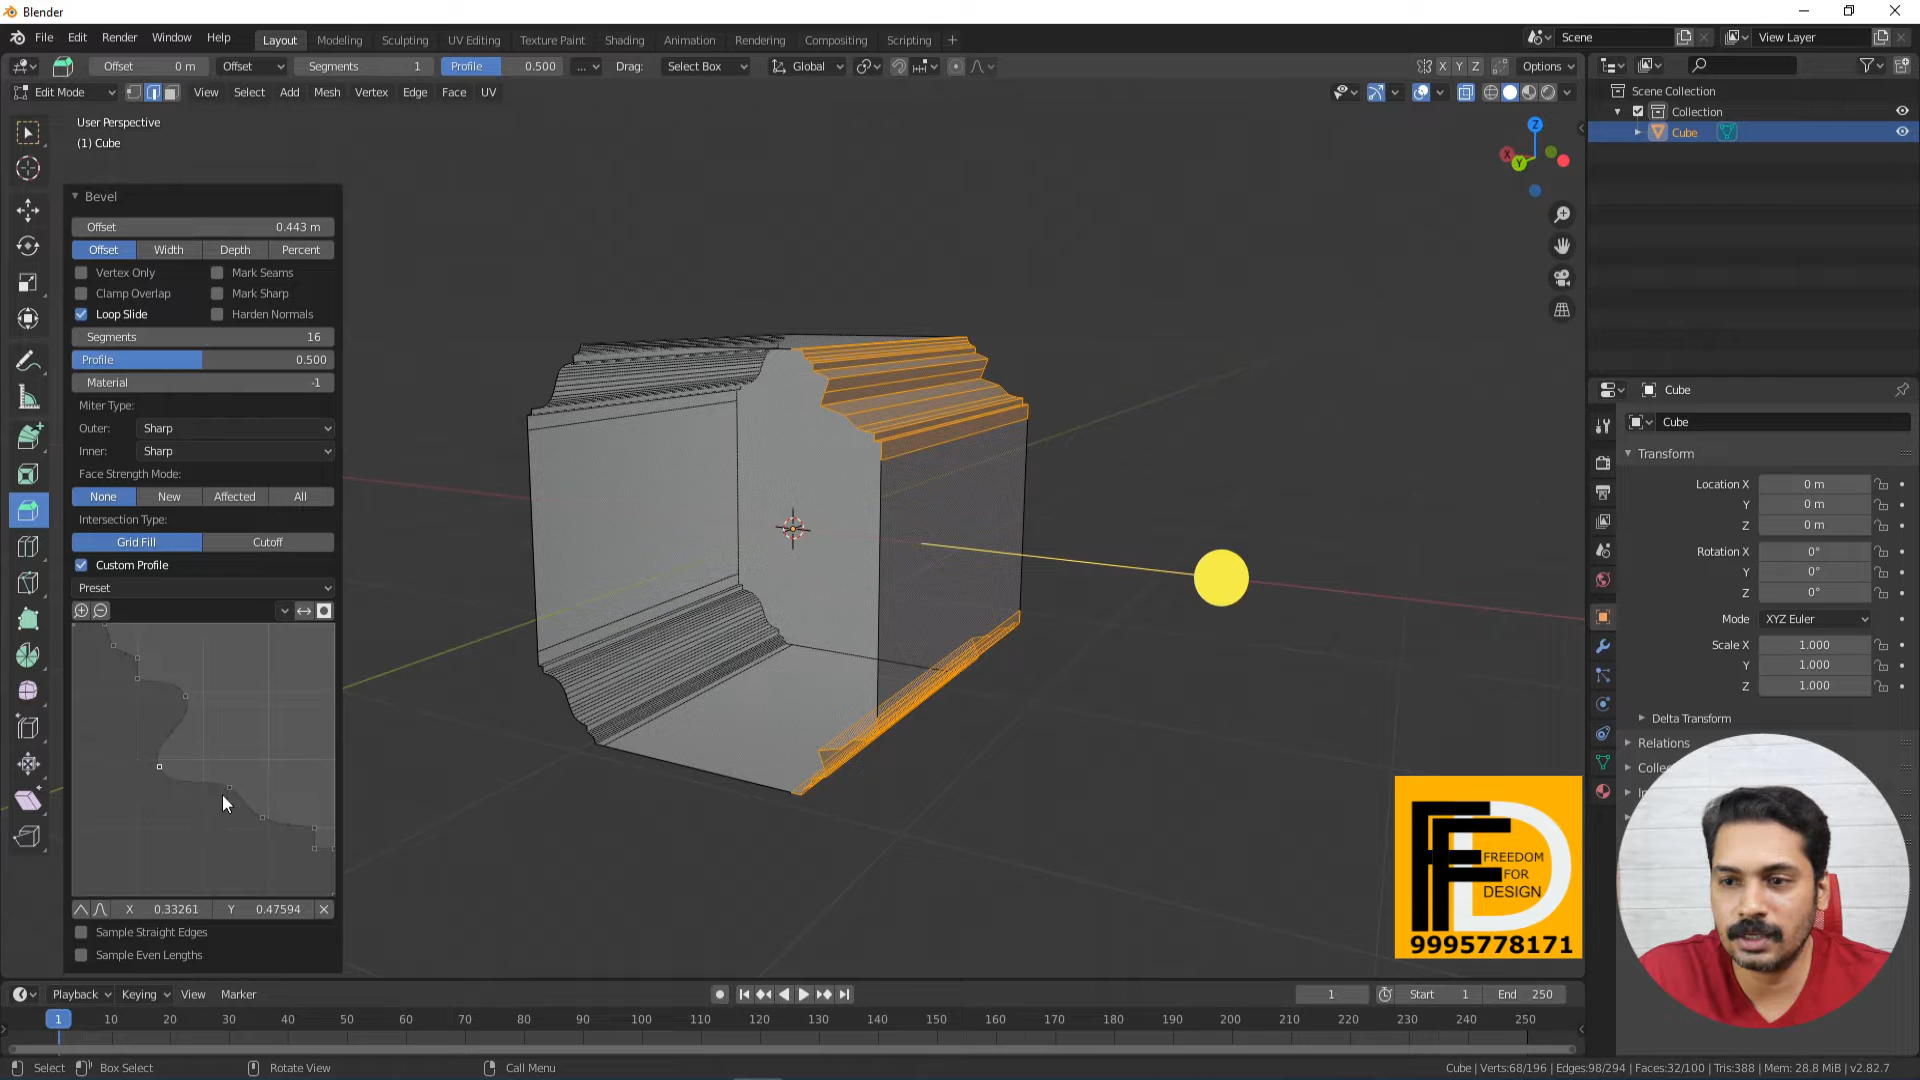 Blender
File Edit Render Window Help Layout Modeling Sculpting UV Editing Texture Paint Shading Animation Rendering Compositing Scripting + Scene View Layer
Offset 0 m Offset Segments 1 Profile 0.500 ... Drag: Select Box Global X Y Z Options
Edit Mode View Select Add Mesh Vertex Edge Face UV
Scene Collection
Collection
Cube
User Perspective
(1) Cube
Z
X
Y
Bevel
Offset 0.443 m
Offset Width Depth Percent
Vertex Only Mark Seams
Clamp Overlap Mark Sharp
Loop Slide Harden Normals
Segments 16
Profile 0.500
Material -1
Miter Type:
Outer: Sharp
Inner: Sharp
Face Strength Mode:
None New Affected All
Intersection Type:
Grid Fill Cutoff
Custom Profile
Preset
X 0.33261 Y 0.47594
Sample Straight Edges
Sample Even Lengths
Cube
Cube
Transform
Location X 0 m
Y 0 m
Z 0 m
Rotation X 0°
Y 0°
Z 0°
Mode XYZ Euler
Scale X 1.000
Y 1.000
Z 1.000
Delta Transform
Relations
FREEDOM
FOR
DESIGN
9995778171
Playback Keying View Marker 1 Start 1 End 250
1 10 20 30 40 50 60 70 80 90 100 110 120 130 140 150 160 170 180 190 200 210 220 230 240 250
Select Box Select Rotate View Call Menu Cube | Verts:68/196 | Edges:98/294 | Faces:32/100 | Tris:388 | Mem: 28.8 MiB | v2.82.7